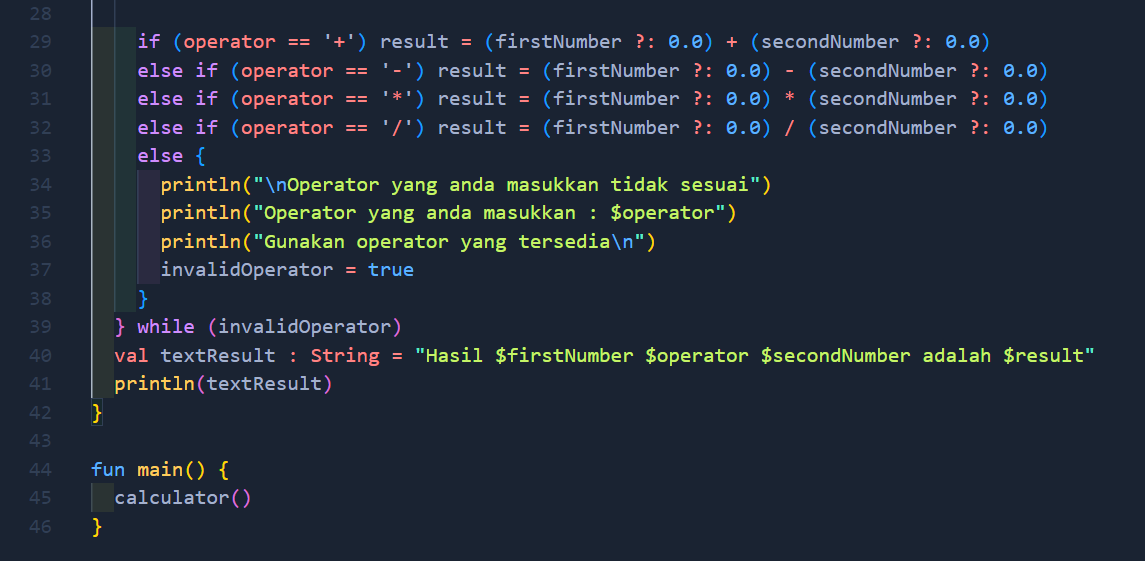 28
29 if (operator == '+') result = (firstNumber ?: 0.0) + (secondNumber ?: 0.0)
30 else if (operator == '-') result = (firstNumber ?: 0.0) - (secondNumber ?: 0.0)
31 else if (operator == '*') result = (firstNumber ?: 0.0) * (secondNumber ?: 0.0)
32 else if (operator == '/') result = (firstNumber ?: 0.0) / (secondNumber ?: 0.0)
33 else {
34 println("\nOperator yang anda masukkan tidak sesuai")
35 println("Operator yang anda masukkan : $operator")
36 println("Gunakan operator yang tersedia\n")
37 invalidOperator = true
38 }
39 } while (invalidOperator)
40 val textResult : String = "Hasil $firstNumber $operator $secondNumber adalah $result"
41 println(textResult)
42 }
43
44 fun main() {
45 calculator()
46 }